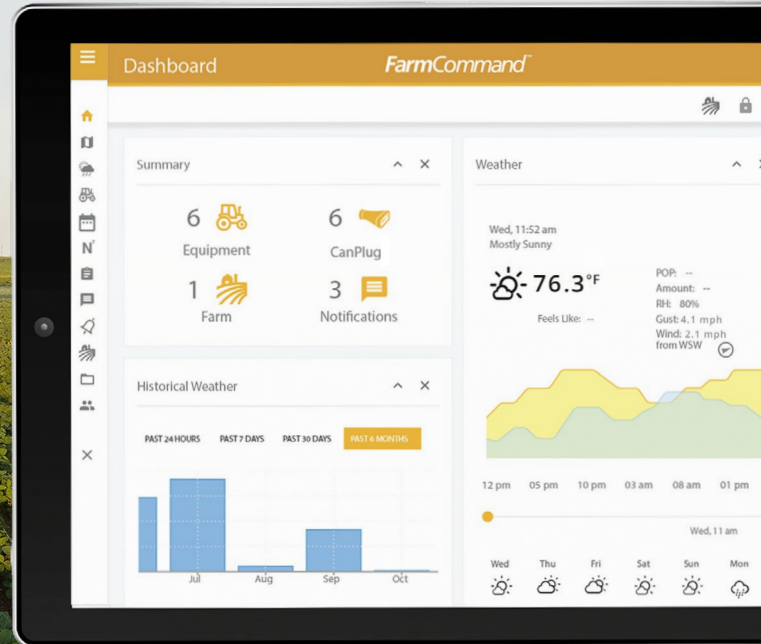 Dashboard
FarmCommand™
Summary
6
Equipment
6
CanPlug
1
Farm
3
Notifications
Weather
Wed, 11:52 am
Mostly Sunny
76.3°F
Feels Like: --
POP: --
Amount: --
RH: 80%
Gust: 4.1 mph
Wind: 2.1 mph
from WSW
12 pm 05 pm 10 pm 03 am 08 am 01 pm
Wed, 11 am
Wed Thu Fri Sat Sun Mon
Historical Weather
PAST 24 HOURS PAST 7 DAYS PAST 30 DAYS PAST 6 MONTHS
Jul Aug Sep Oct
N